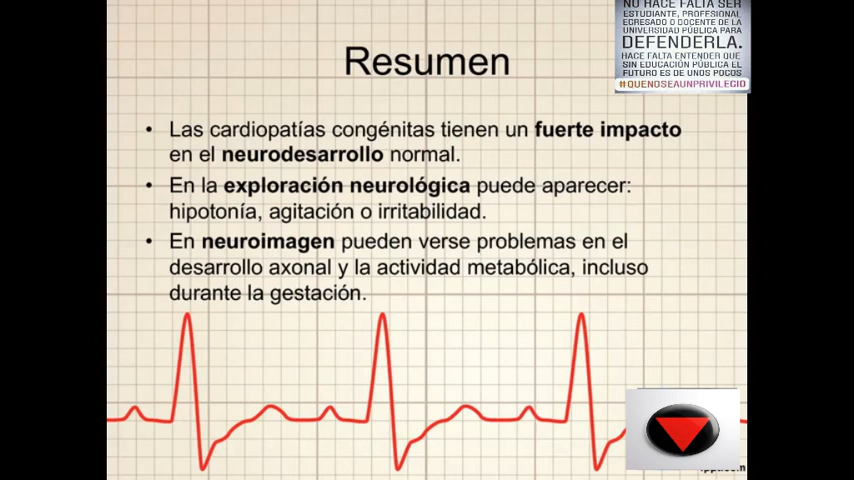 NO HACE FALTA SER
ESTUDIANTE, PROFESIONAL
EGRESADO O DOCENTE DE LA
UNIVERSIDAD PÚBLICA PARA
DEFENDERLA.
HACE FALTA ENTENDER QUE
SIN EDUCACIÓN PÚBLICA EL
FUTURO ES DE UNOS POCOS
#QUENOSEAUNPRIVILEGIO
Resumen
• Las cardiopatías congénitas tienen un fuerte impacto
en el neurodesarrollo normal.
• En la exploración neurológica puede aparecer:
hipotonía, agitación o irritabilidad.
• En neuroimagen pueden verse problemas en el
desarrollo axonal y la actividad metabólica, incluso
durante la gestación.